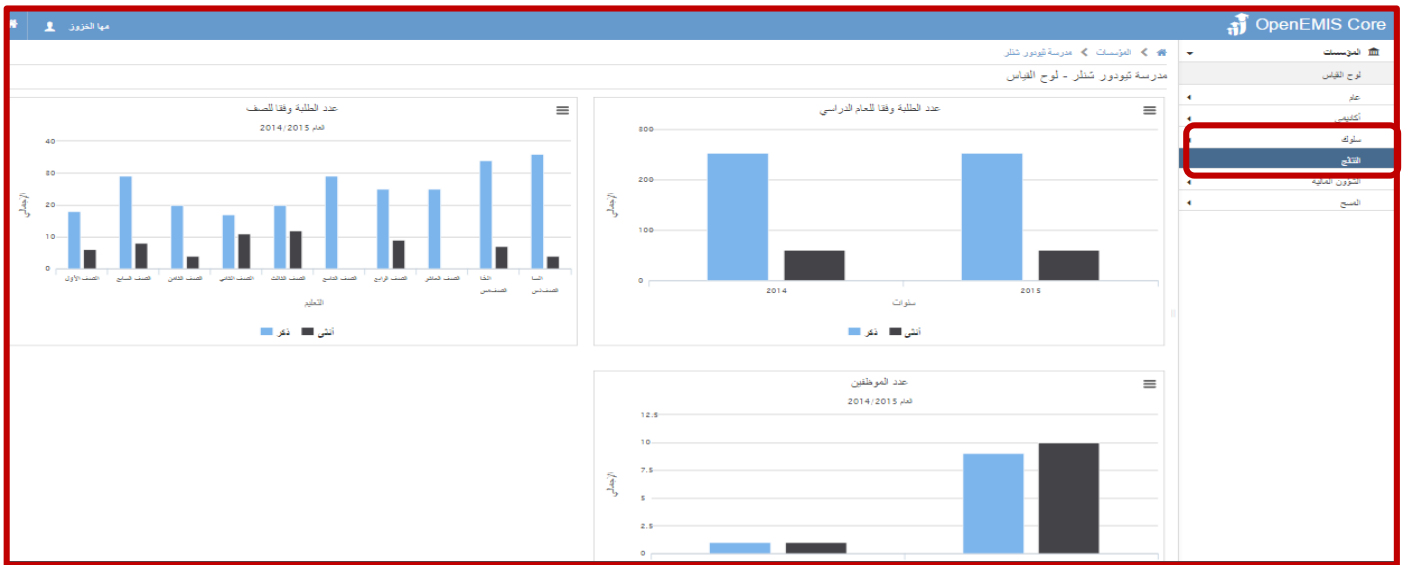 OpenEMIS Core
مها الخزوز
المؤسسات
لوح القياس
عام
أكاديمي
سلوك
النتائج
الشؤون المالية
المسح
المؤسسات
مدرسة ثيودور شنلر
مدرسة ثيودور شنلر - لوح القياس
عدد الطلبة وفقا للعام الدراسي
300
200
100
0
الإجمالي
2014
2015
سنوات
ذكر
أنثى
عدد الطلبة وفقا للصف
العام 2014/2015
40
30
20
10
0
الإجمالي
الصف الأول
الصف السابع
الصف الثامن
الصف الثاني
الصف الثالث
الصف التاسع
الصف الرابع
الصف العاشر
التعليم
ذكر
أنثى
عدد الموظفين
العام 2014/2015
12.5
10
7.5
5
2.5
0
الإجمالي